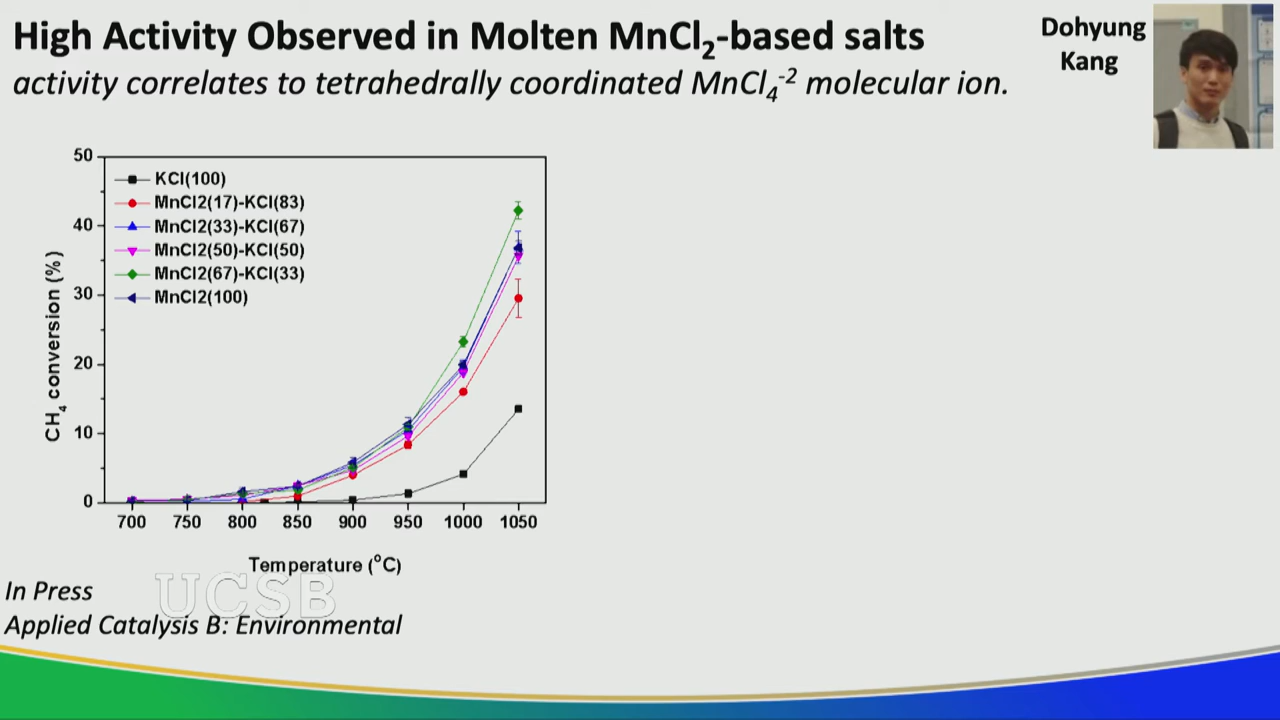 High Activity Observed in Molten MnCl₂-based salts
activity correlates to tetrahedrally coordinated MnCl₄⁻² molecular ion.
Dohyung
Kang
50
40
30
20
10
0
CH₄ conversion (%)
KCl(100)
MnCl2(17)-KCl(83)
MnCl2(33)-KCl(67)
MnCl2(50)-KCl(50)
MnCl2(67)-KCl(33)
MnCl2(100)
700 750 800 850 900 950 1000 1050
Temperature (°C)
In Press
UCSB
Applied Catalysis B: Environmental